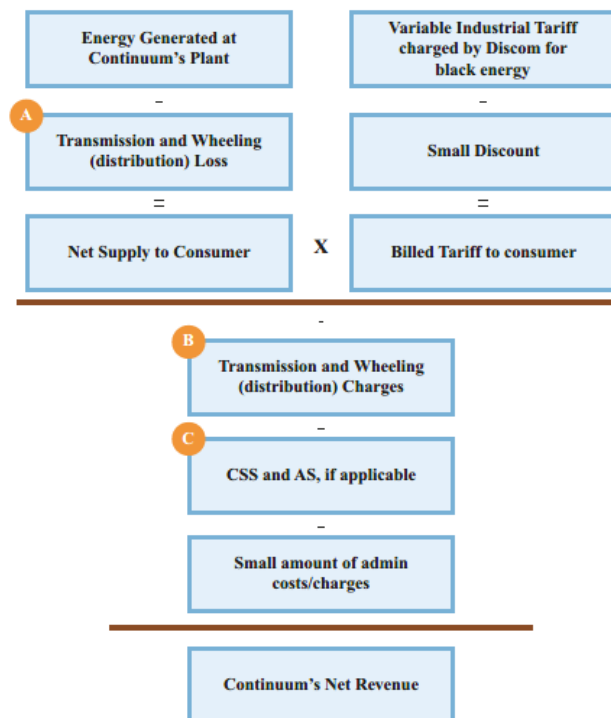 Energy Generated at
Continuum's Plant
Variable Industrial Tariff
charged by Discom for
black energy
-
-
A
Transmission and Wheeling
(distribution) Loss
Small Discount
=
=
Net Supply to Consumer
X
Billed Tariff to consumer
-
B
Transmission and Wheeling
(distribution) Charges
-
C
CSS and AS, if applicable
-
Small amount of admin
costs/charges
Continuum's Net Revenue